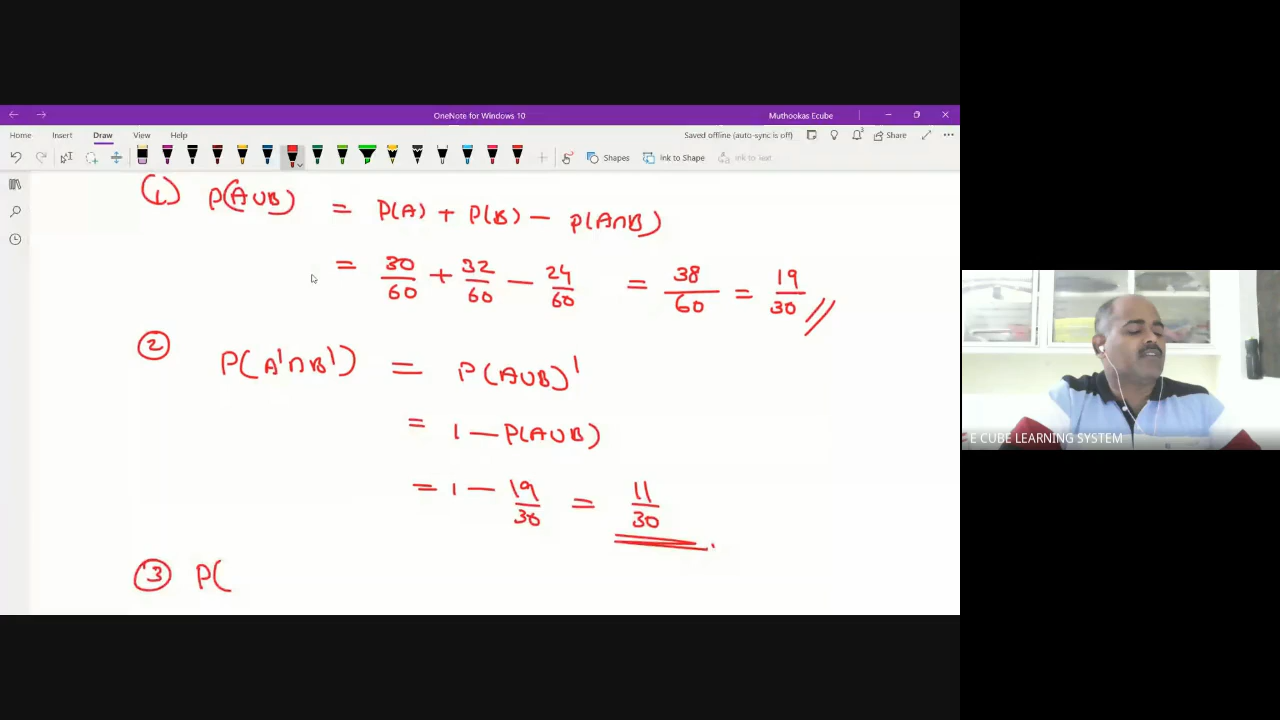 OneNote for Windows 10
Muthookas Ecube
Home Insert Draw View Help
Saved offline (auto-sync is off)
Share
Shapes
Ink to Shape
Ink to Text
(1) P(A∪B) = P(A) + P(B) − P(A∩B)
= 30/60 + 32/60 − 24/60 = 38/60 = 19/30 //
② P(A'∩B') = P(A∪B)'
= 1 − P(A∪B)
= 1 − 19/30 = 11/30
③ P(
E CUBE LEARNING SYSTEM